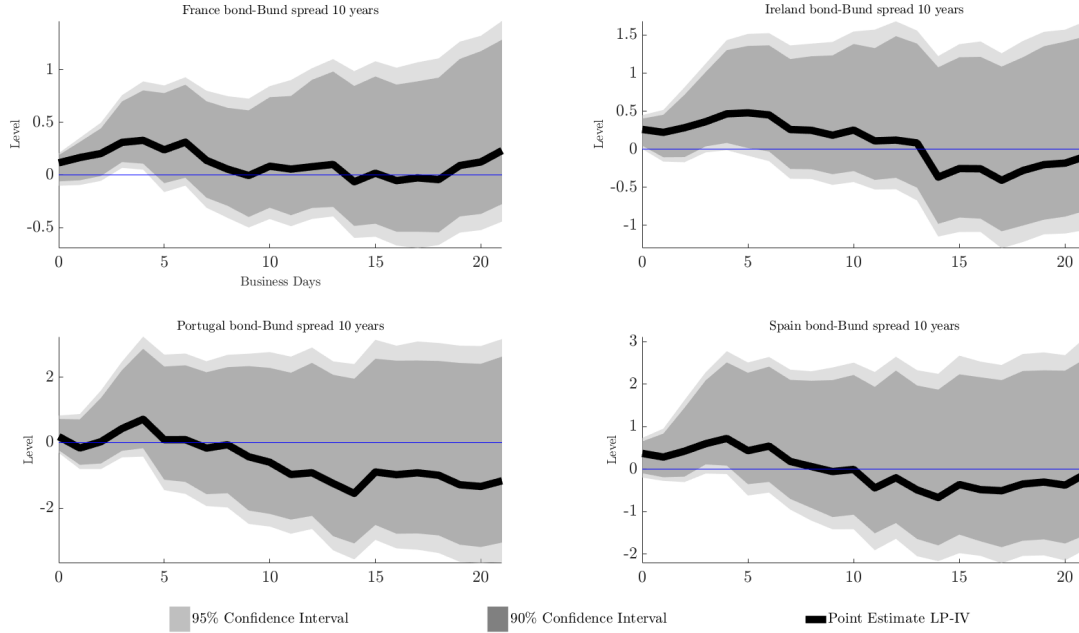 France bond-Bund spread 10 years
Level
1
0.5
0
-0.5
0 5 10 15 20
Business Days
Ireland bond-Bund spread 10 years
Level
1.5
1
0.5
0
-0.5
-1
0 5 10 15 20
Portugal bond-Bund spread 10 years
Level
2
0
-2
0 5 10 15 20
Spain bond-Bund spread 10 years
Level
3
2
1
0
-1
-2
0 5 10 15 20
95% Confidence Interval 90% Confidence Interval Point Estimate LP-IV